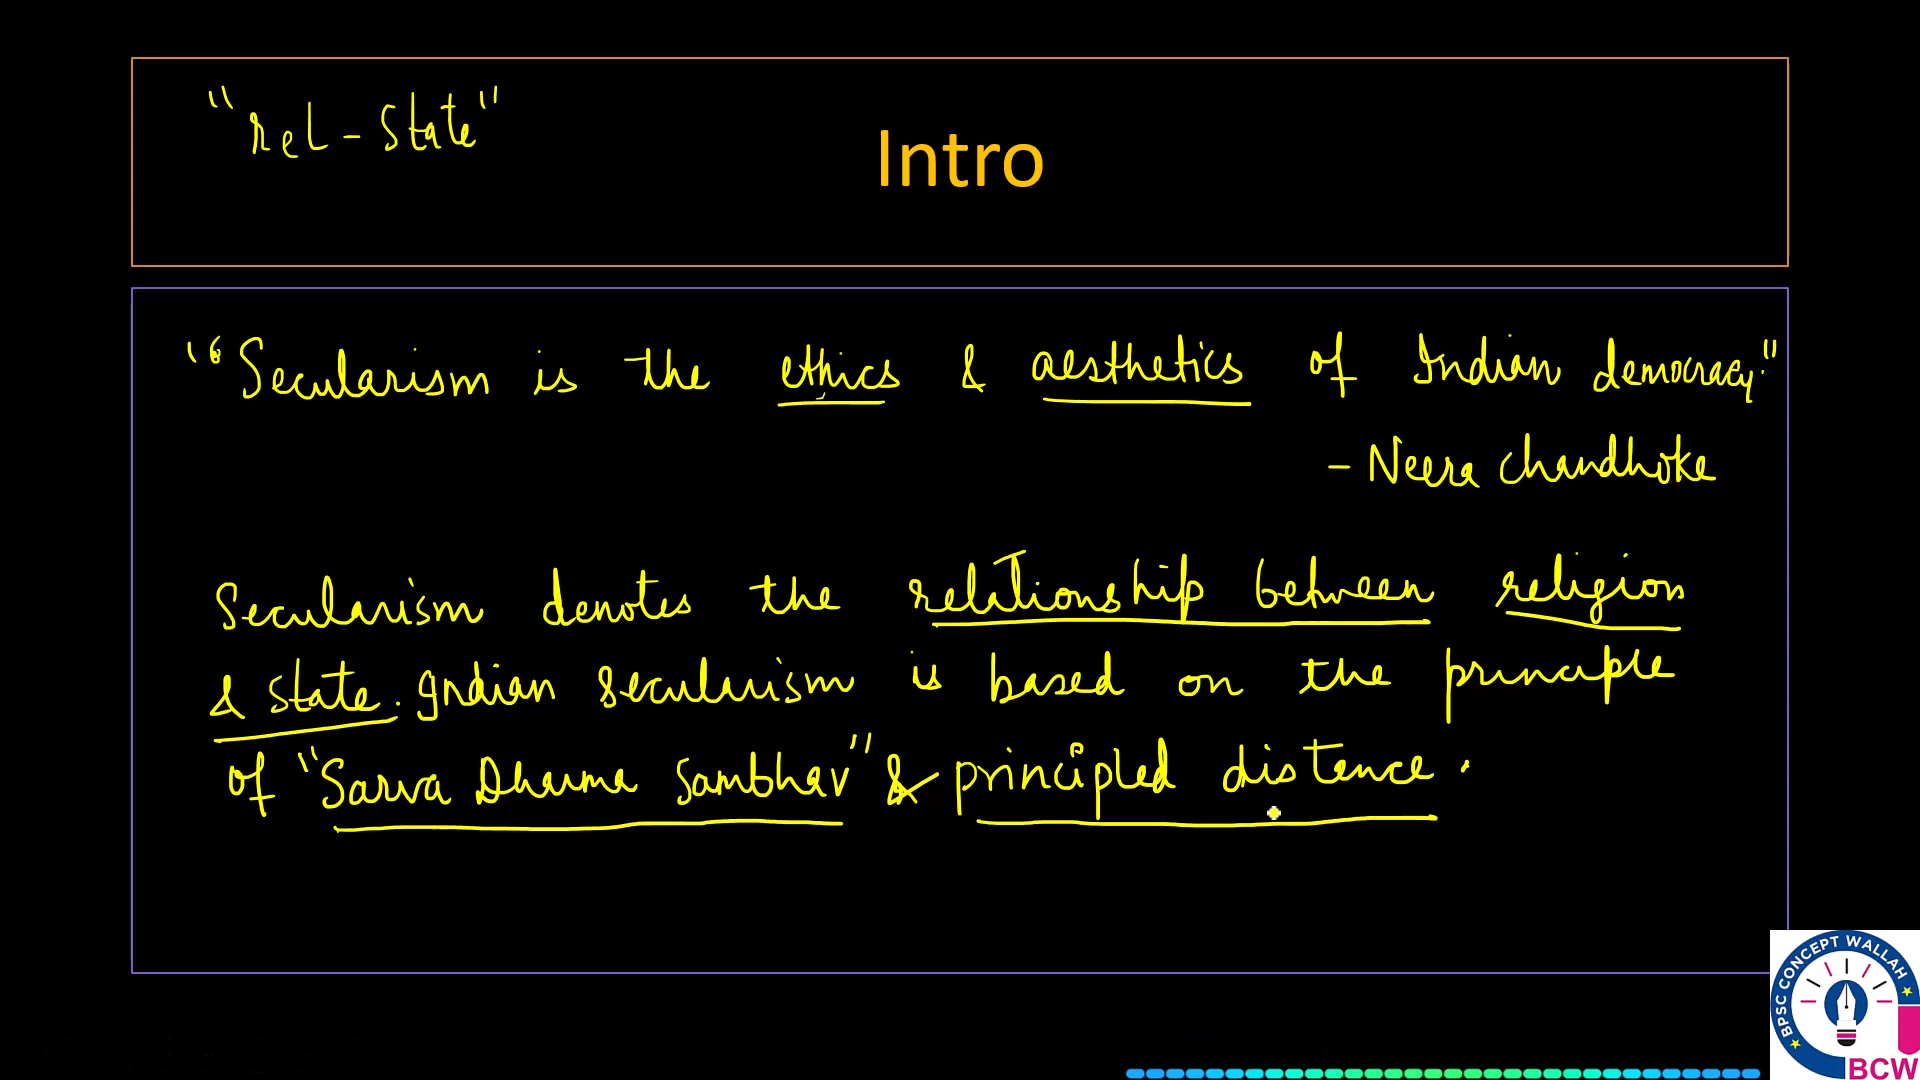 "rel - State"
Intro
"Secularism is the ethics & aesthetics of Indian democracy."
- Neera Chandhoke
Secularism denotes the relationship between religion
& state. Indian secularism is based on the principle
of "Sarva Dharma Sambhav" & principled distance.
BPSC CONCEPT WALLAH
BCW